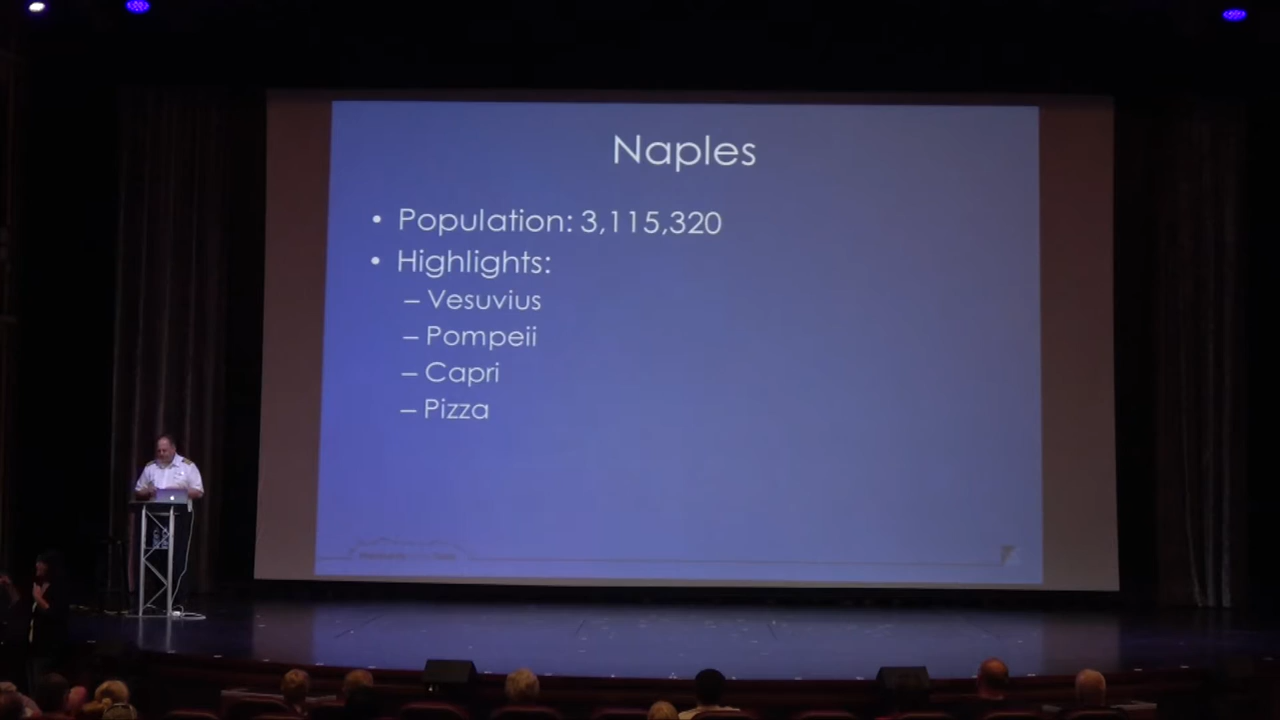 Naples
• Population: 3,115,320
• Highlights:
– Vesuvius
– Pompeii
– Capri
– Pizza